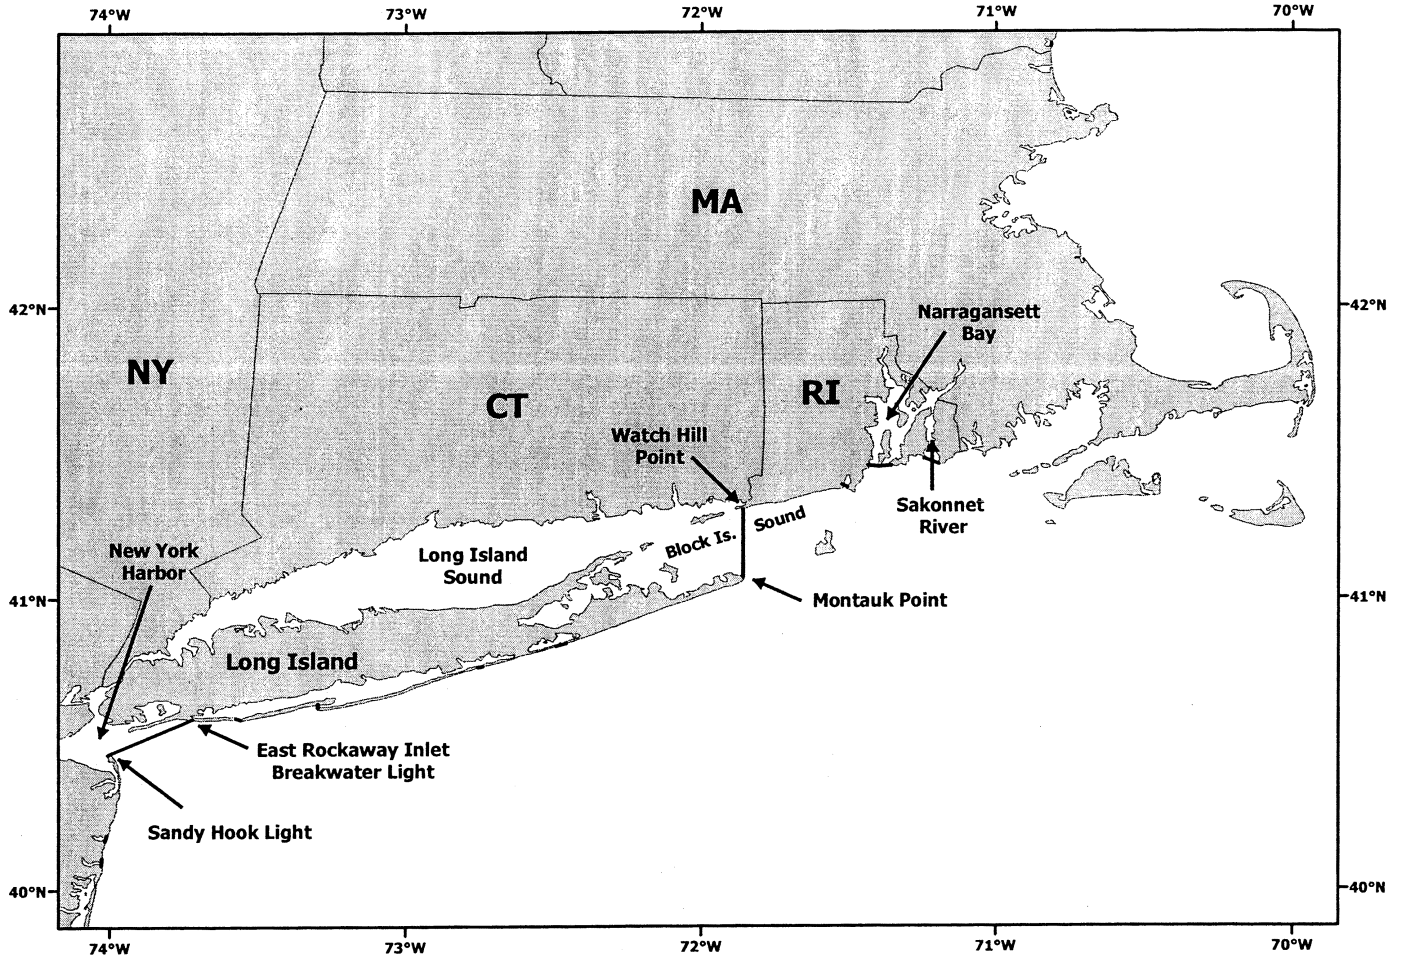 74°W
73°W
72°W
71°W
70°W
MA
42°N
42°N
Narragansett
Bay
NY
CT
RI
Watch Hill
Point
Sakonnet
River
Block Is. Sound
New York
Harbor
Long Island
Sound
41°N
41°N
Montauk Point
Long Island
East Rockaway Inlet
Breakwater Light
Sandy Hook Light
40°N
40°N
74°W
73°W
72°W
71°W
70°W